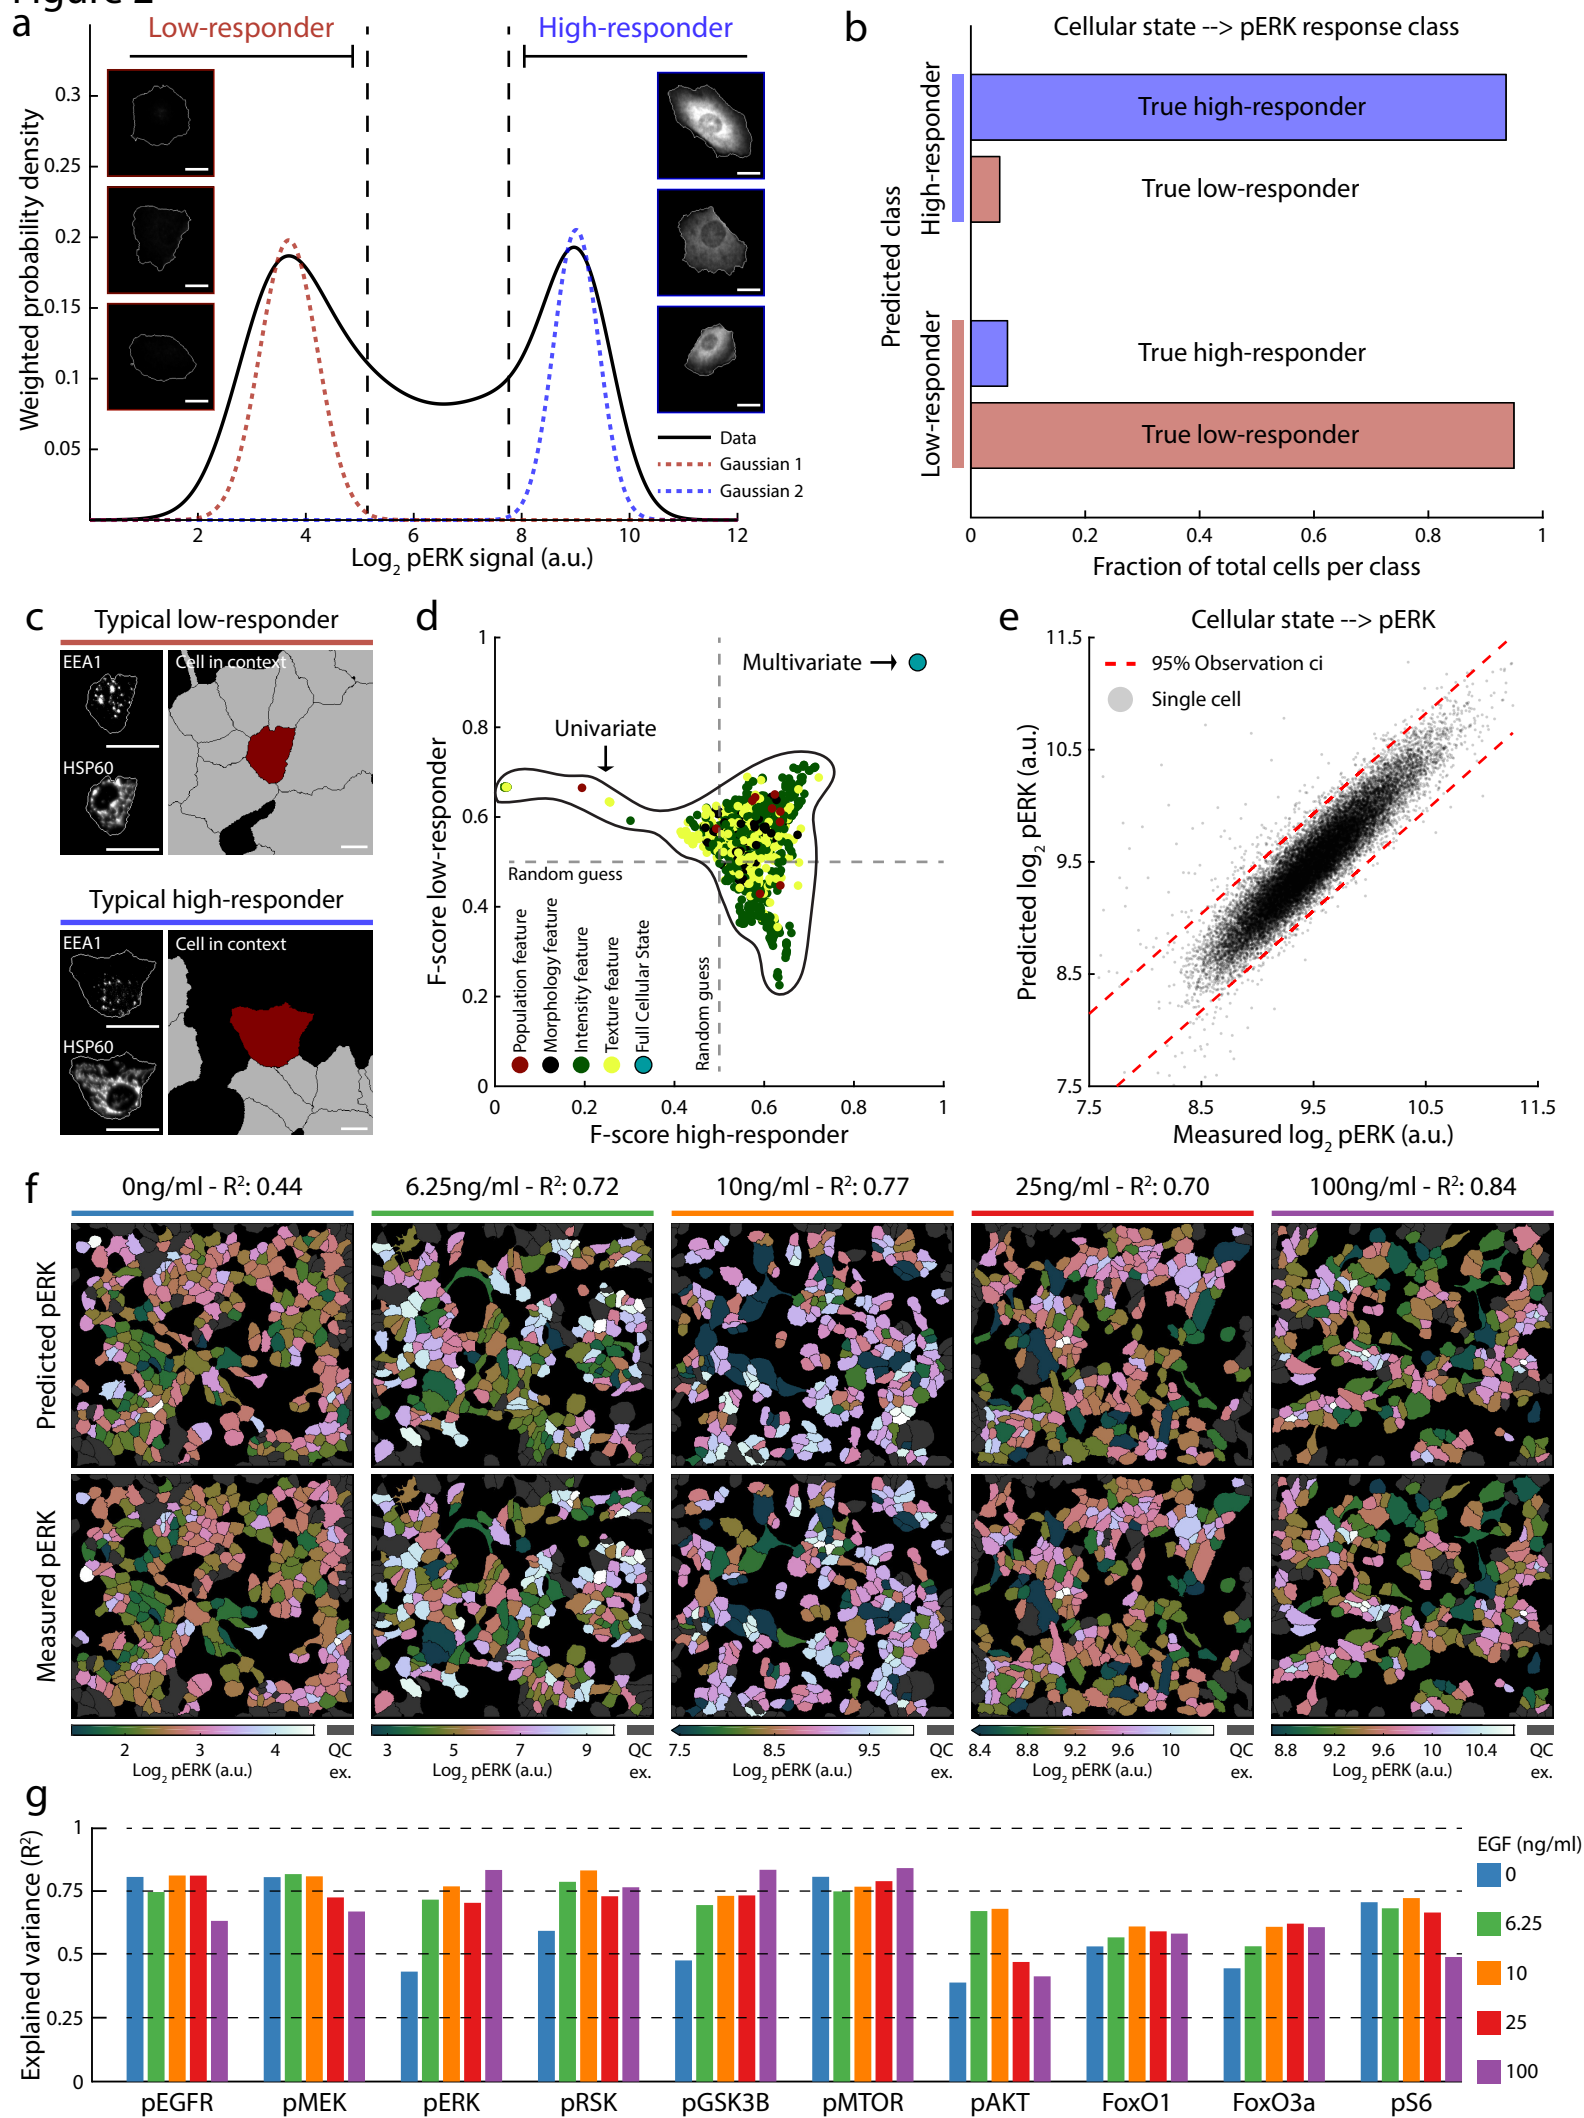 Figure 2
a
Low-responder
High-responder
Weighted probability density
0.3
0.25
0.2
0.15
0.1
0.05
2
4
6
8
10
12
Log2 pERK signal (a.u.)
Data
Gaussian 1
Gaussian 2
b
Cellular state --> pERK response class
Predicted class
High-responder
Low-responder
True high-responder
True low-responder
True high-responder
True low-responder
0
0.2
0.4
0.6
0.8
1
Fraction of total cells per class
c
Typical low-responder
EEA1
Cell in context
HSP60
Typical high-responder
EEA1
Cell in context
HSP60
d
F-score low-responder
1
0.8
0.6
0.4
0.2
0
Multivariate
Univariate
Random guess
Random guess
Population feature
Morphology feature
Intensity feature
Texture feature
Full Cellular State
0
0.2
0.4
0.6
0.8
1
F-score high-responder
e
Cellular state --> pERK
Predicted log2 pERK (a.u.)
11.5
10.5
9.5
8.5
7.5
95% Observation ci
Single cell
7.5
8.5
9.5
10.5
11.5
Measured log2 pERK (a.u.)
f
0ng/ml - R²: 0.44
6.25ng/ml - R²: 0.72
10ng/ml - R²: 0.77
25ng/ml - R²: 0.70
100ng/ml - R²: 0.84
Predicted pERK
Measured pERK
2 3 4
QC
Log2 pERK (a.u.)
ex.
3 5 7 9
QC
Log2 pERK (a.u.)
ex.
7.5 8.5 9.5
QC
Log2 pERK (a.u.)
ex.
8.4 8.8 9.2 9.6 10
QC
Log2 pERK (a.u.)
ex.
8.8 9.2 9.6 10 10.4
QC
Log2 pERK (a.u.)
ex.
g
Explained variance (R²)
1
0.75
0.5
0.25
0
pEGFR
pMEK
pERK
pRSK
pGSK3B
pMTOR
pAKT
FoxO1
FoxO3a
pS6
EGF (ng/ml)
0
6.25
10
25
100